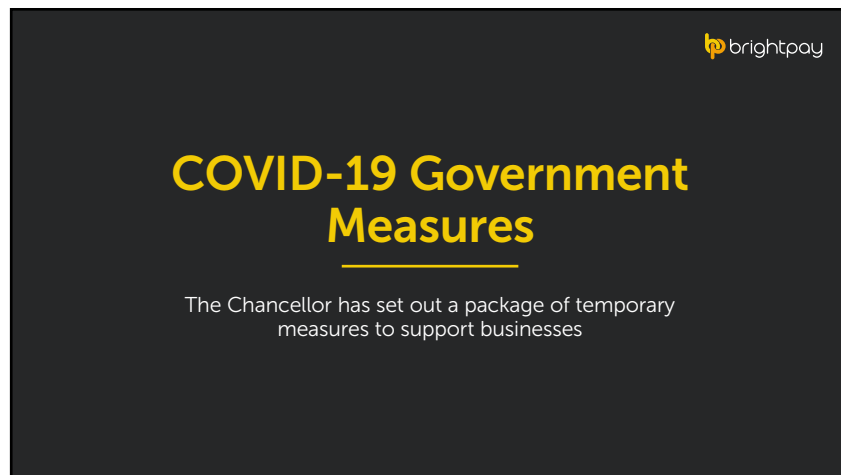 brightpay
COVID-19 Government
Measures
The Chancellor has set out a package of temporary
measures to support businesses